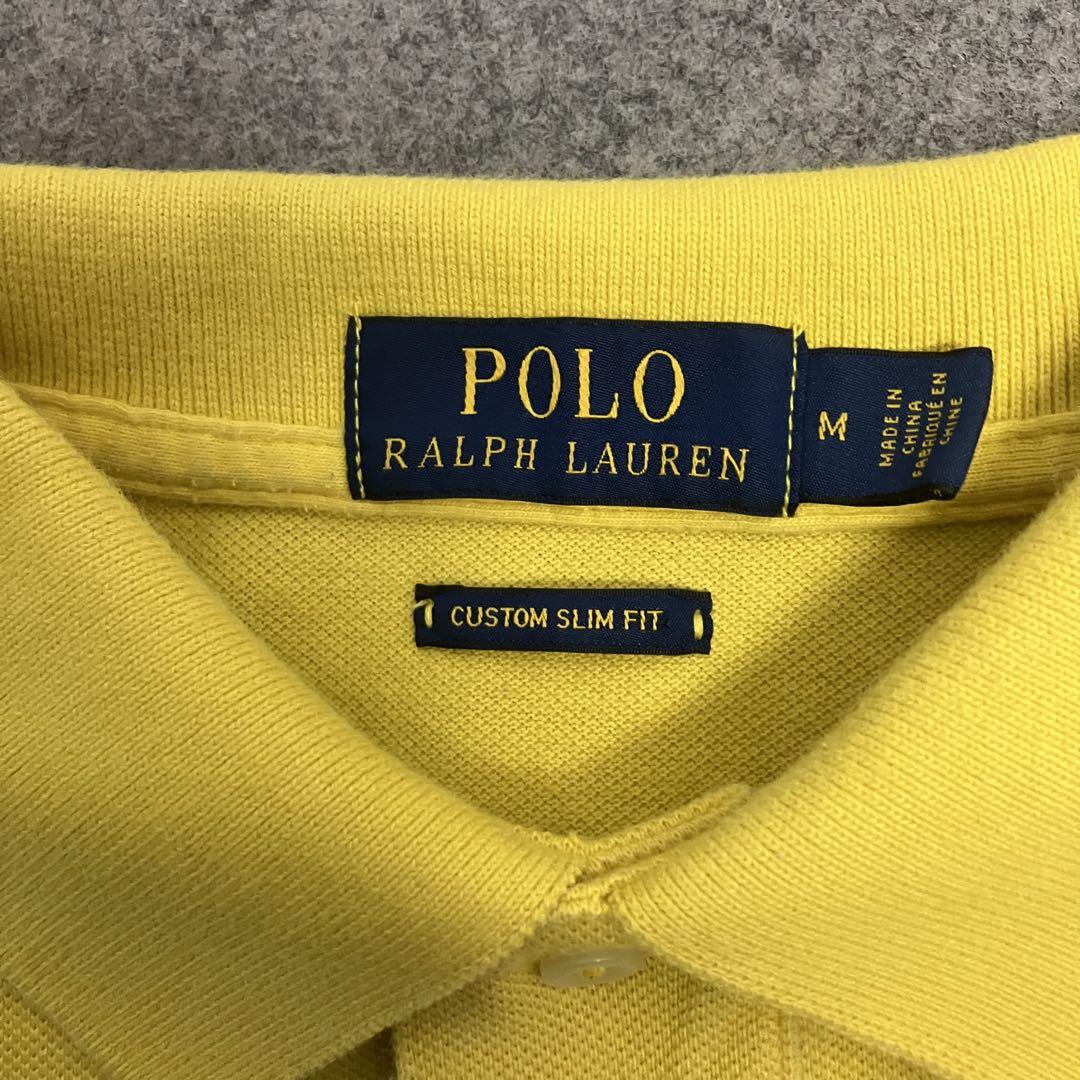 POLO
RALPH LAUREN
M
MADE IN
CHINA
FABRIQUÉ EN
CHINE
CUSTOM SLIM FIT